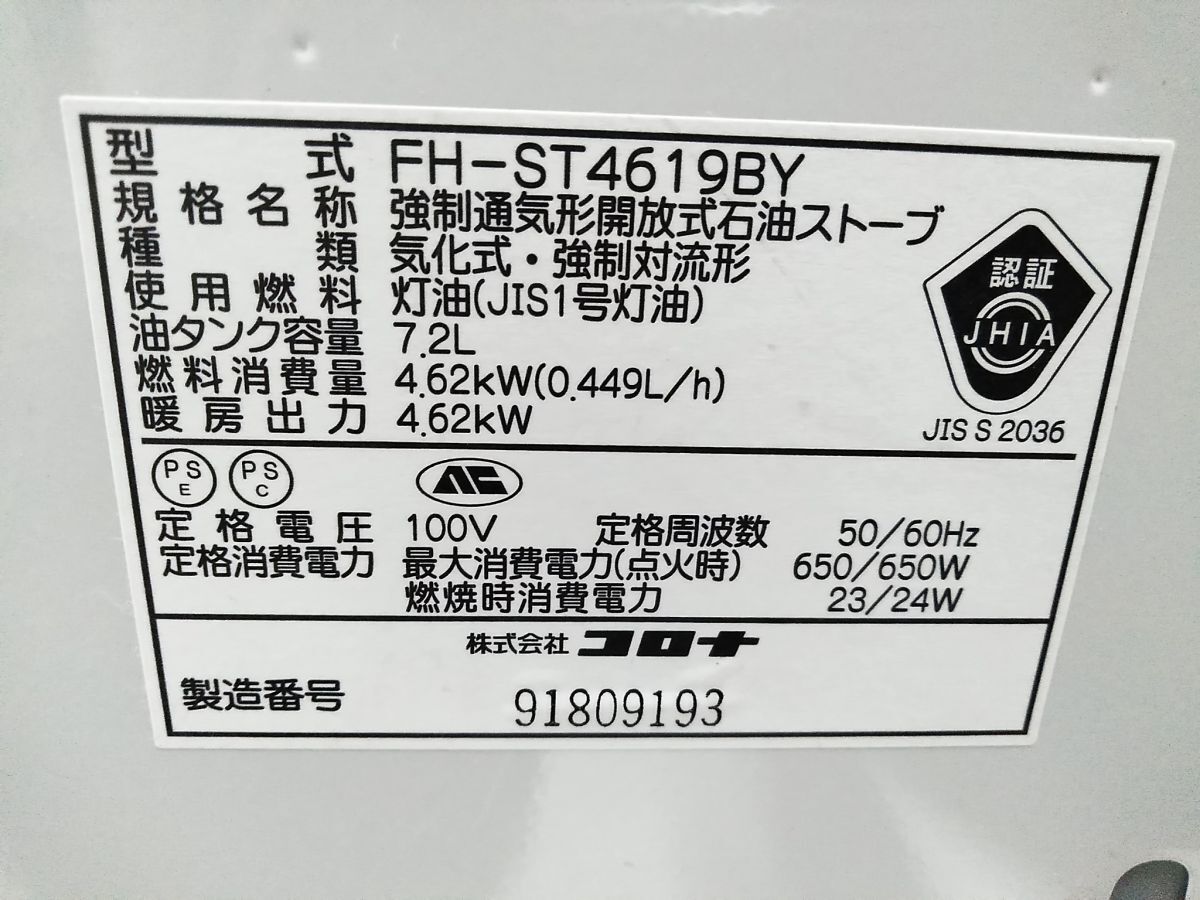 型式 FH-ST4619BY
規格名称 強制通気形開放式石油ストーブ
種類 気化式・強制対流形
使用燃料 灯油(JIS1号灯油)
油タンク容量 7.2L
燃料消費量 4.62kW(0.449L/h)
暖房出力 4.62kW
認証
JHIA
JIS S 2036
PS E PS C
定格電圧 100V 定格周波数 50/60Hz
定格消費電力 最大消費電力(点火時) 650/650W
燃焼時消費電力 23/24W
株式会社 コロナ
製造番号 91809193